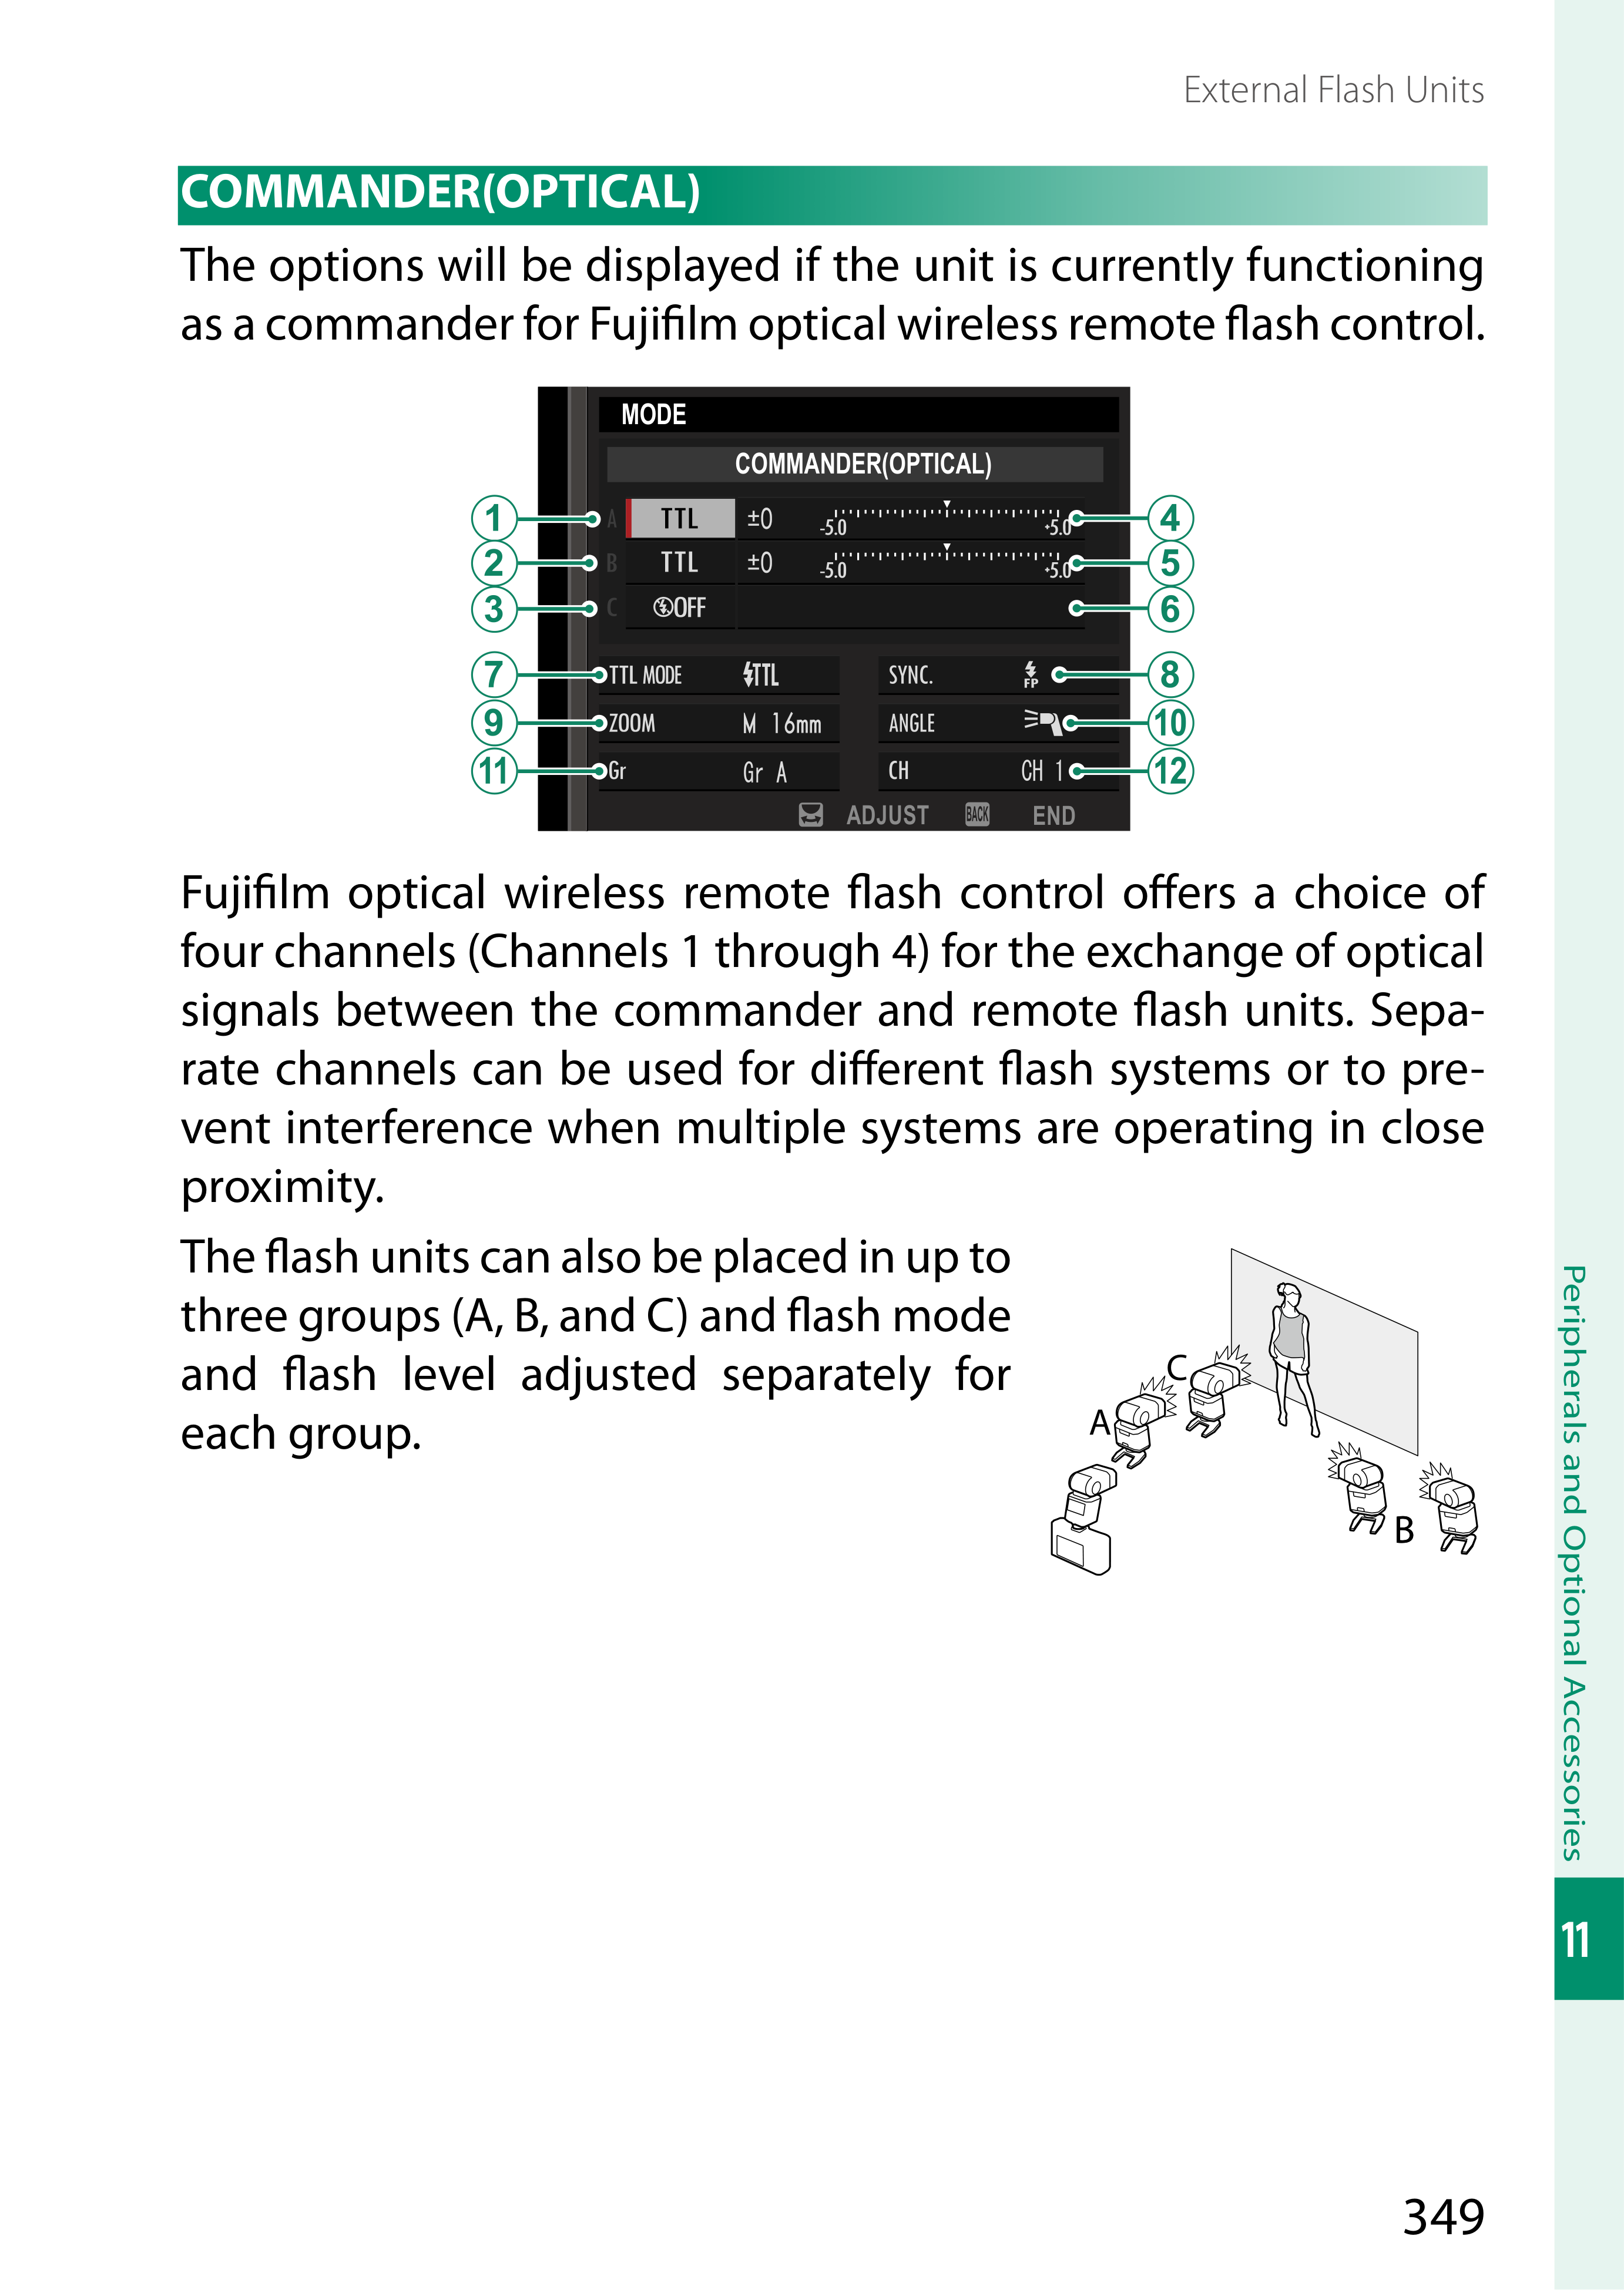 External Flash Units
COMMANDER(OPTICAL)
The options will be displayed if the unit is currently functioning
as a commander for Fujifilm optical wireless remote flash control.
MODE
COMMANDER(OPTICAL)
1 A TTL ±0 -5.0 +5.0 4
2 B TTL ±0 -5.0 +5.0 5
3 C OFF 6
7 TTL MODE TTL SYNC. FP 8
9 ZOOM M 16mm ANGLE 10
11 Gr Gr A CH CH 1 12
ADJUST BACK END
Fujifilm optical wireless remote flash control offers a choice of
four channels (Channels 1 through 4) for the exchange of optical
signals between the commander and remote flash units. Sepa-
rate channels can be used for different flash systems or to pre-
vent interference when multiple systems are operating in close
proximity.
The flash units can also be placed in up to
three groups (A, B, and C) and flash mode
and flash level adjusted separately for
each group.
C
A
B
Peripherals and Optional Accessories
11
349